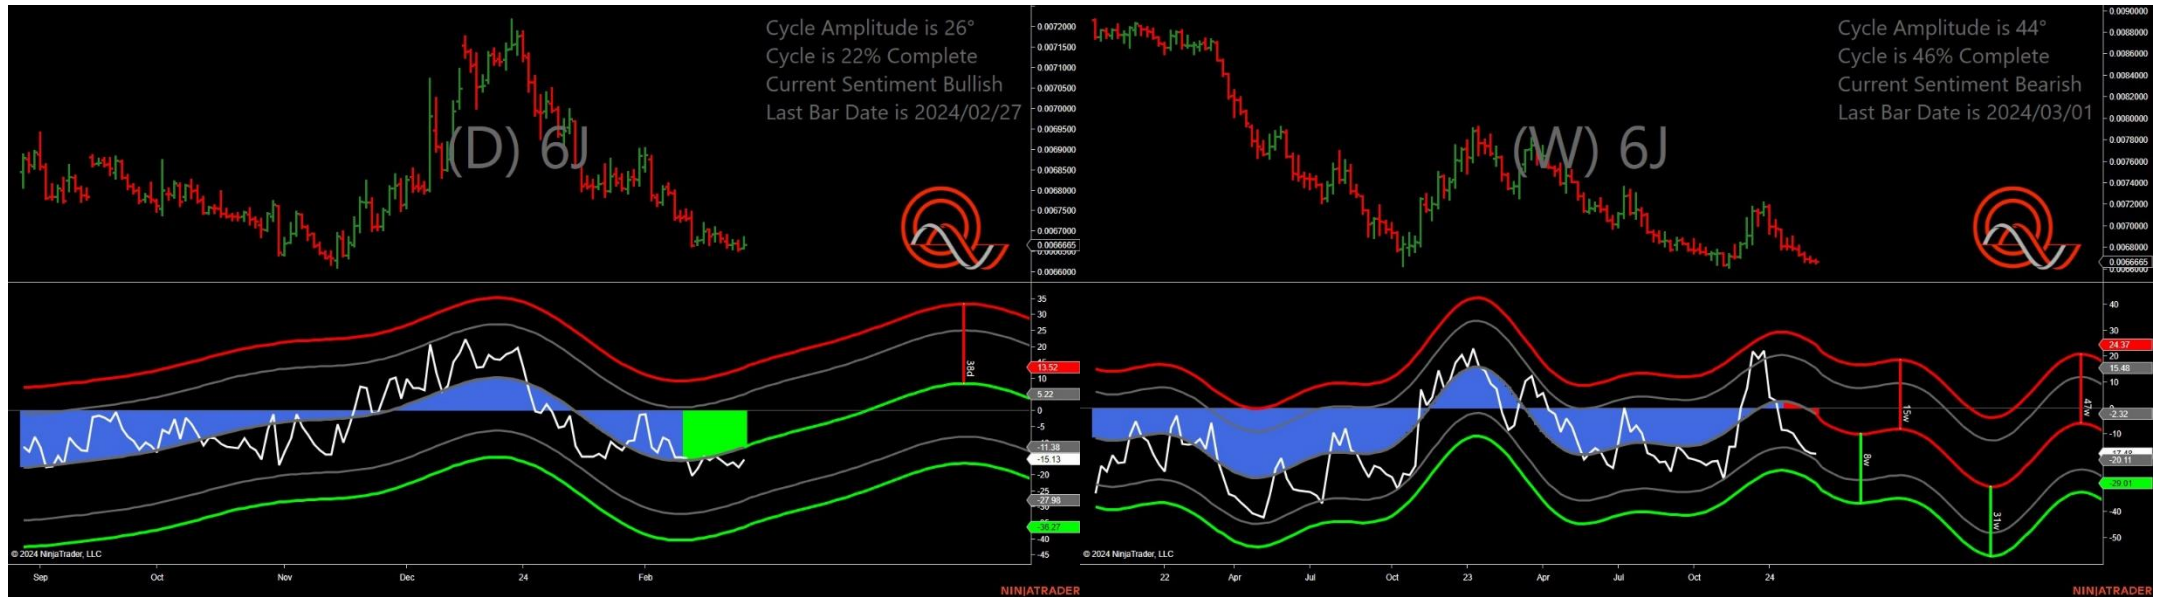 Cycle Amplitude is 26°
Cycle is 22% Complete
Current Sentiment Bullish
Last Bar Date is 2024/02/27
(D) 6J
0.0072000
0.0071500
0.0071000
0.0070500
0.0070000
0.0069500
0.0069000
0.0068500
0.0068000
0.0067500
0.0067000
0.0066665
0.0066000
35
30
25
20
13.52
10
5.22
0
-5
-11.38
-15.13
-20
-25
-27.98
-36.27
-40
-45
38d
© 2024 NinjaTrader, LLC
Sep Oct Nov Dec 24 Feb
NINJATRADER
Cycle Amplitude is 44°
Cycle is 46% Complete
Current Sentiment Bearish
Last Bar Date is 2024/03/01
(W) 6J
0.0090000
0.0088000
0.0086000
0.0084000
0.0082000
0.0080000
0.0078000
0.0076000
0.0074000
0.0072000
0.0070000
0.0068000
0.0066665
40
30
24.37
20
15.48
10
-2.32
-10
-20.11
-29.01
-40
-50
15w
8w
31w
47w
© 2024 NinjaTrader, LLC
22 Apr Jul Oct 23 Apr Jul Oct 24
NINJATRADER